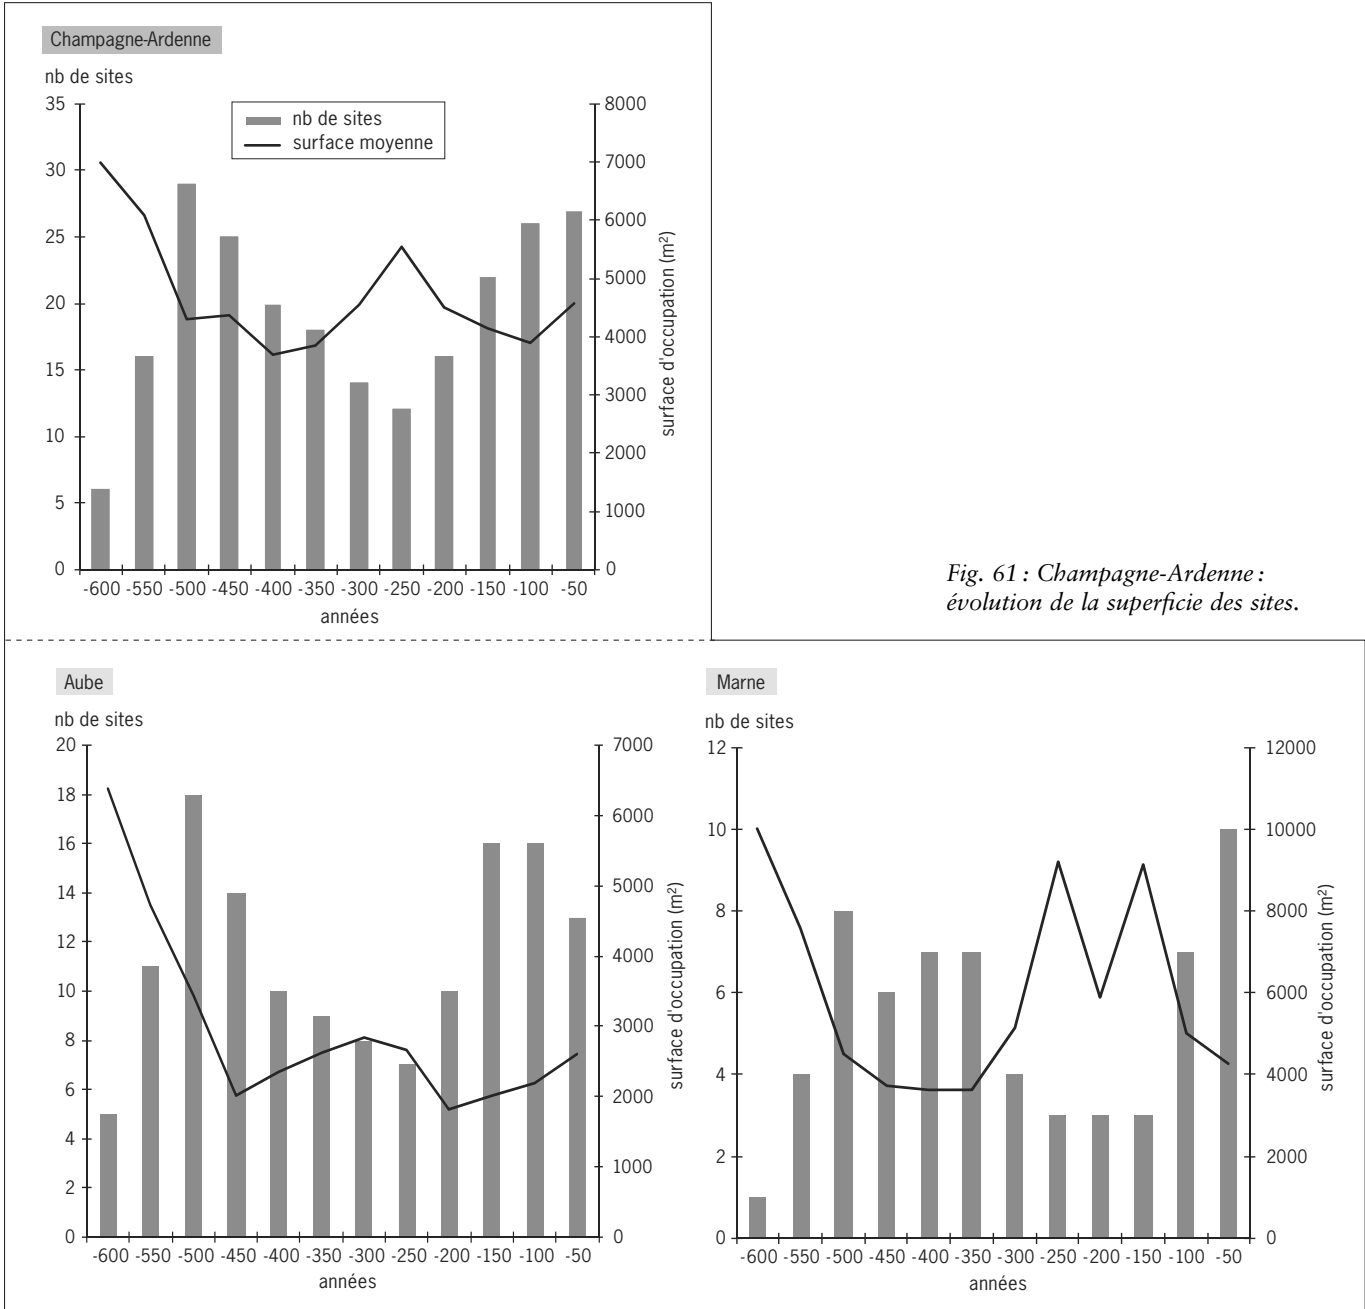 Champagne-Ardenne
nb de sites
35
30
25
20
15
10
5
0
8000
7000
6000
5000
4000
3000
2000
1000
0
nb de sites
surface moyenne
surface d'occupation (m²)
-600 -550 -500 -450 -400 -350 -300 -250 -200 -150 -100 -50
années
Fig. 61 : Champagne-Ardenne :
évolution de la superficie des sites.
Aube
nb de sites
20
18
16
14
12
10
8
6
4
2
0
7000
6000
5000
4000
3000
2000
1000
0
surface d'occupation (m²)
-600 -550 -500 -450 -400 -350 -300 -250 -200 -150 -100 -50
années
Marne
nb de sites
12
10
8
6
4
2
0
12000
10000
8000
6000
4000
2000
0
surface d'occupation (m²)
-600 -550 -500 -450 -400 -350 -300 -250 -200 -150 -100 -50
années